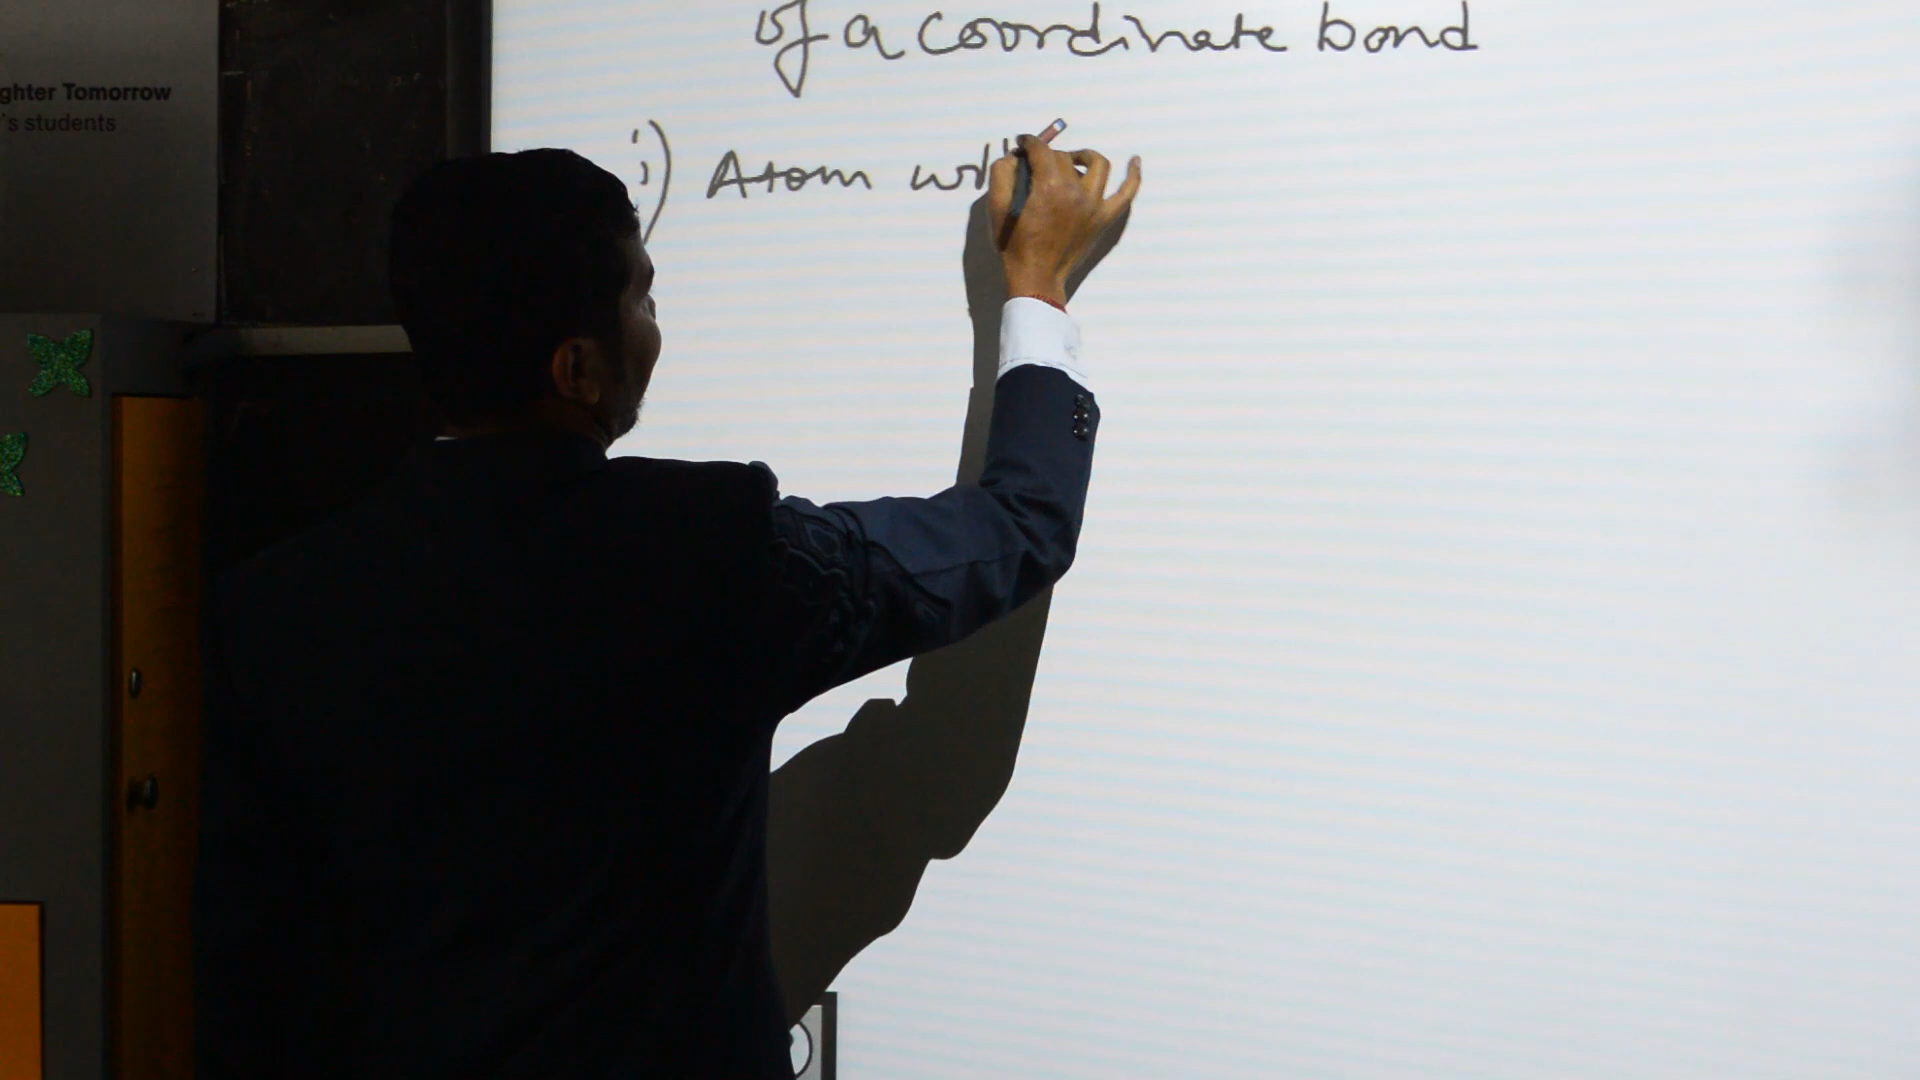 ghter Tomorrow
's students
of a coordinate bond
i) Atom